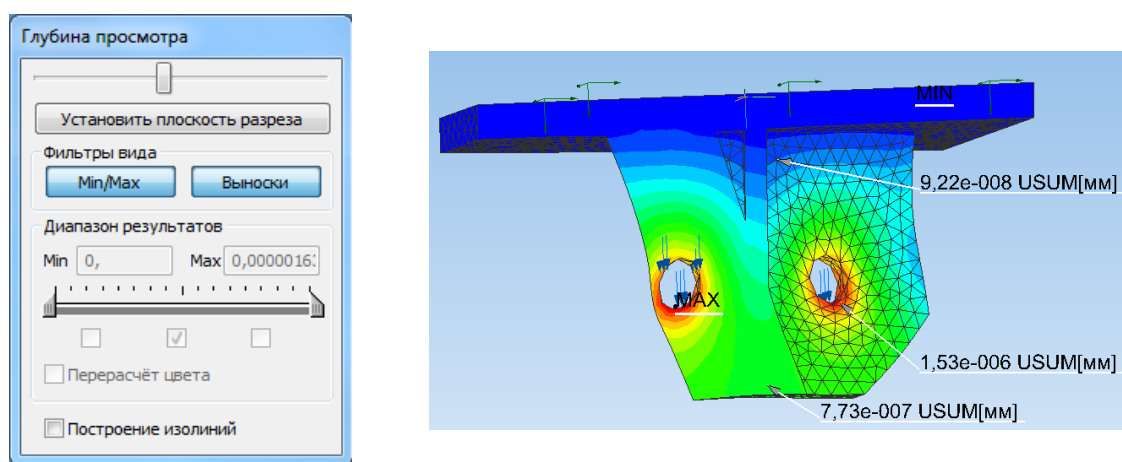 Глубина просмотра
Установить плоскость разреза
Фильтры вида
Min/Max Выноски
Диапазон результатов
Min 0, Max 0,0000016
Перерасчёт цвета
Построение изолиний
MIN
9,22e-008 USUM[мм]
MAX
1,53e-006 USUM[мм]
7,73e-007 USUM[мм]